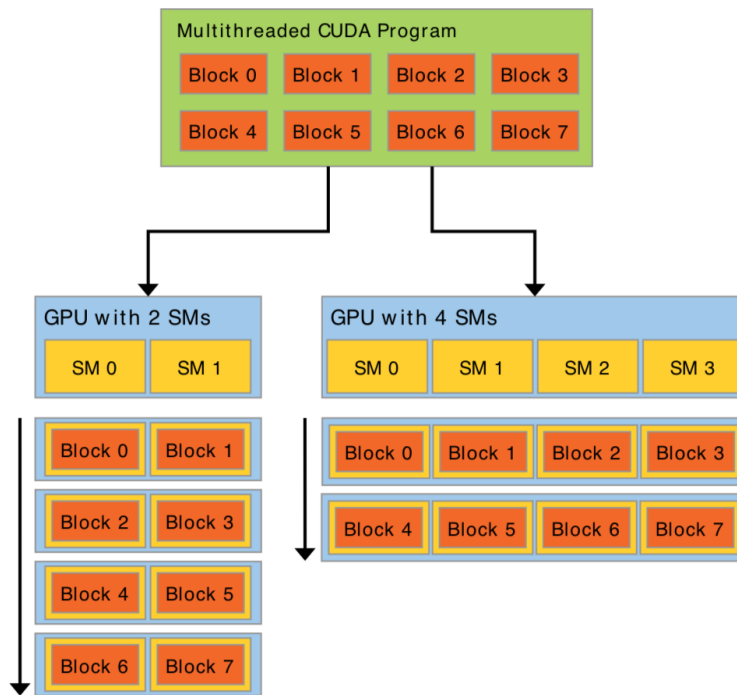 Multithreaded CUDA Program
Block 0 Block 1 Block 2 Block 3
Block 4 Block 5 Block 6 Block 7
GPU with 2 SMs
SM 0 SM 1
Block 0 Block 1
Block 2 Block 3
Block 4 Block 5
Block 6 Block 7
GPU with 4 SMs
SM 0 SM 1 SM 2 SM 3
Block 0 Block 1 Block 2 Block 3
Block 4 Block 5 Block 6 Block 7